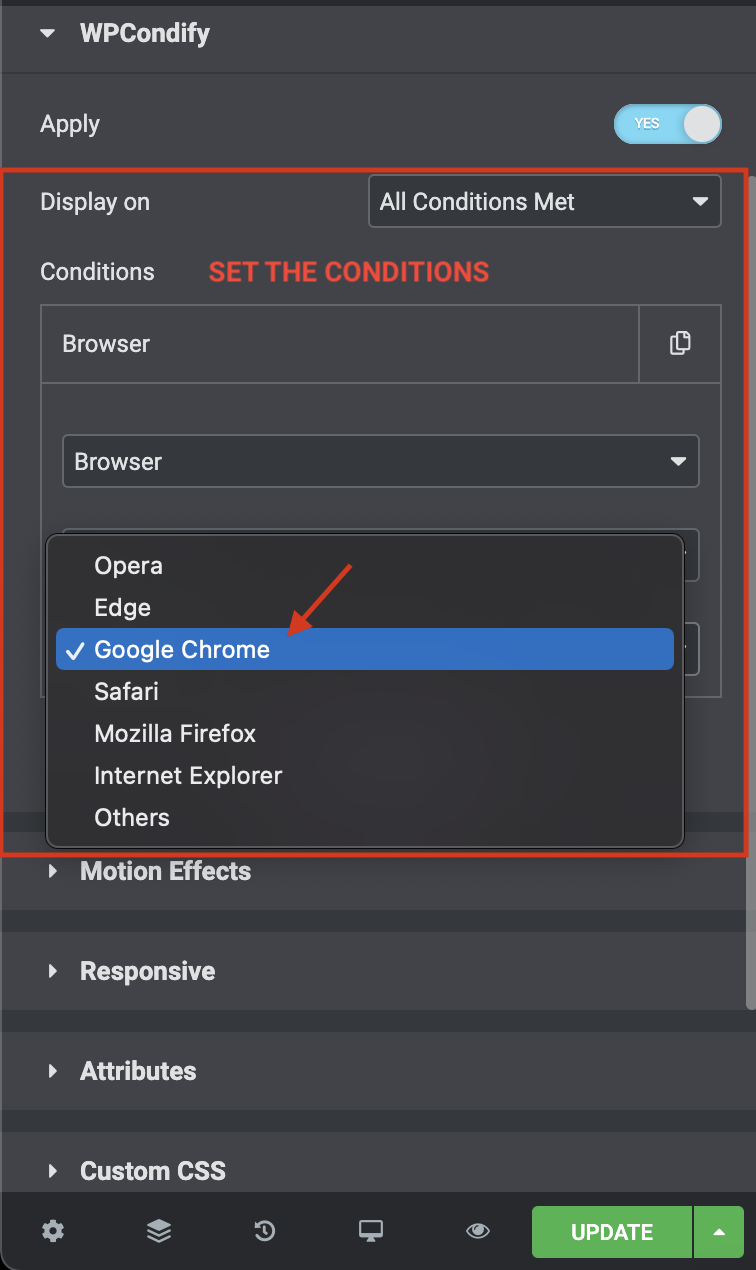 WPCondify
Apply
YES
Display on
All Conditions Met
Conditions
SET THE CONDITIONS
Browser
Browser
Opera
Edge
Google Chrome
Safari
Mozilla Firefox
Internet Explorer
Others
Motion Effects
Responsive
Attributes
Custom CSS
UPDATE